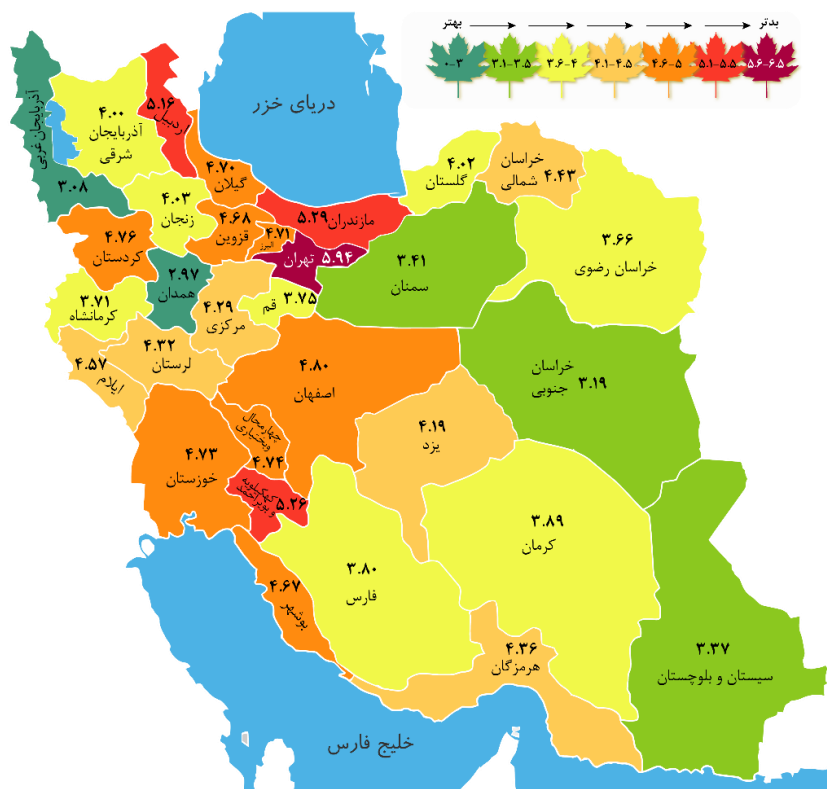 بهتر
بدتر
۰-۳
۳.۱-۳.۵
۳.۶-۴
۴.۱-۴.۵
۴.۶-۵
۵.۱-۵.۵
۵.۶-۶.۵
دریای خزر
آذربایجان غربی
۳.۰۸
۴.۰۰
آذربایجان
شرقی
۵.۱۶
اردبیل
۴.۷۰
گیلان
۴.۰۲
گلستان
خراسان
شمالی
۴.۴۳
۴.۰۳
زنجان
۴.۶۸
قزوین
۴.۷۱
البرز
مازندران ۵.۲۹
تهران ۵.۹۴
۳.۴۱
سمنان
۳.۶۶
خراسان رضوی
۴.۷۶
کردستان
۲.۹۷
همدان
۳.۷۱
کرمانشاه
۴.۲۹
مرکزی
قم ۳.۷۵
۴.۳۲
لرستان
۴.۵۷
ایلام
۴.۸۰
اصفهان
خراسان
جنوبی
۳.۱۹
۴.۱۹
یزد
چهارمحال
وبختیاری
۴.۷۴
۴.۷۳
خوزستان
کهگیلویه
و بویراحمد
۵.۲۶
۳.۸۹
کرمان
۳.۸۰
فارس
۴.۶۷
بوشهر
۴.۳۶
هرمزگان
۳.۳۷
سیستان و بلوچستان
خلیج فارس